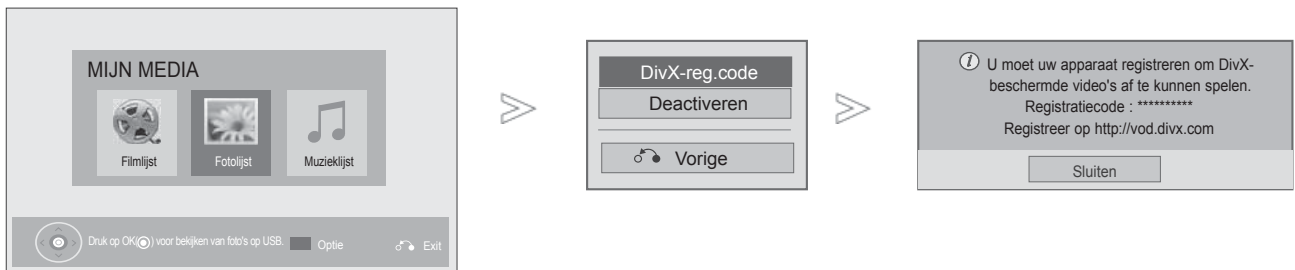 MIJN MEDIA
Filmlijst
Fotolijst
Muzieklijst
Druk op OK(◉) voor bekijken van foto's op USB.
Optie
Exit
DivX-reg.code
Deactiveren
Vorige
U moet uw apparaat registreren om DivX-
beschermde video's af te kunnen spelen.
Registratiecode : **********
Registreer op http://vod.divx.com
Sluiten